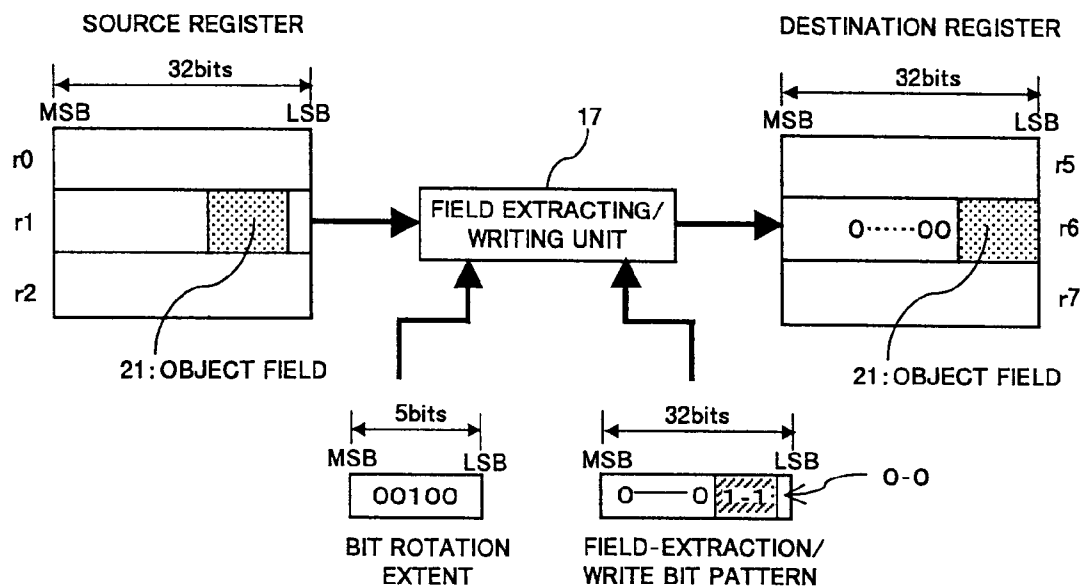 SOURCE REGISTER
DESTINATION REGISTER
32bits
32bits
MSB
LSB
MSB
LSB
17
r0
r5
r1
FIELD EXTRACTING/
WRITING UNIT
0······00
r6
r2
r7
21:OBJECT FIELD
21:OBJECT FIELD
5bits
32bits
MSB
LSB
MSB
LSB
0-0
00100
0——0
1-1
BIT ROTATION
EXTENT
FIELD-EXTRACTION/
WRITE BIT PATTERN